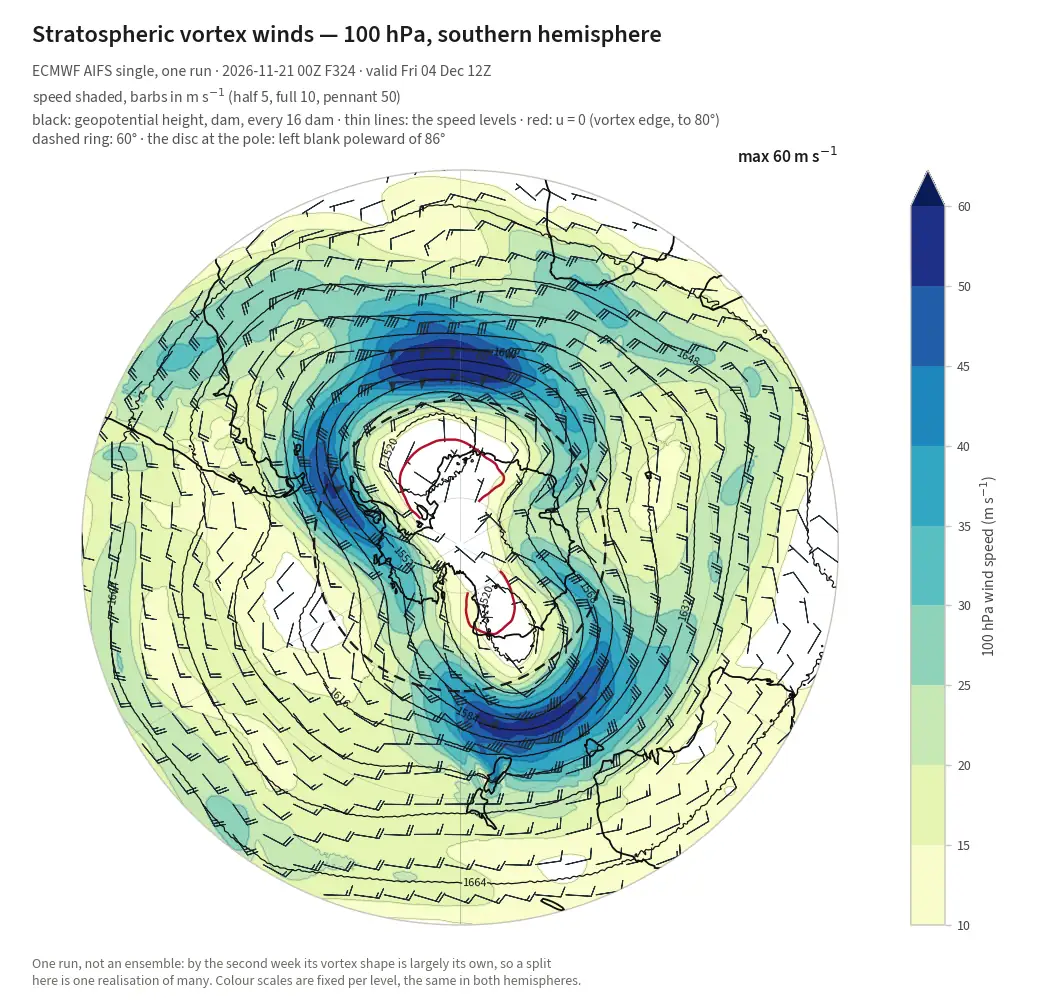 Stratospheric vortex winds — 100 hPa, southern hemisphere
ECMWF AIFS single, one run · 2026-11-21 00Z F324 · valid Fri 04 Dec 12Z
speed shaded, barbs in m s⁻¹ (half 5, full 10, pennant 50)
black: geopotential height, dam, every 16 dam · thin lines: the speed levels · red: u = 0 (vortex edge, to 80°)
dashed ring: 60° · the disc at the pole: left blank poleward of 86°
max 60 m s⁻¹
60
50
45
40
35
30
25
20
15
10
100 hPa wind speed (m s⁻¹)
1648
1520
1520
1632
1616
1584
1664
One run, not an ensemble: by the second week its vortex shape is largely its own, so a split
here is one realisation of many. Colour scales are fixed per level, the same in both hemispheres.